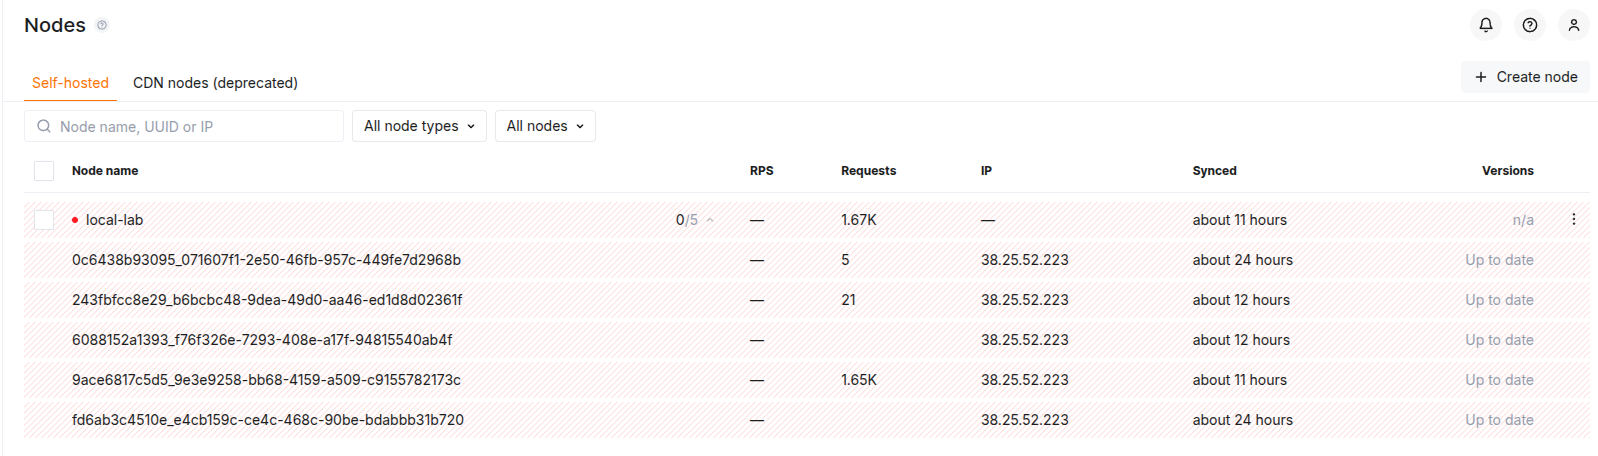 Nodes
Self-hosted CDN nodes (deprecated) Create node
Node name, UUID or IP All node types All nodes
Node name RPS Requests IP Synced Versions
local-lab 0/5 — 1.67K — about 11 hours n/a
0c6438b93095_071607f1-2e50-46fb-957c-449fe7d2968b — 5 38.25.52.223 about 24 hours Up to date
243fbfcc8e29_b6bcbc48-9dea-49d0-aa46-ed1d8d02361f — 21 38.25.52.223 about 12 hours Up to date
6088152a1393_f76f326e-7293-408e-a17f-94815540ab4f — 38.25.52.223 about 12 hours Up to date
9ace6817c5d5_9e3e9258-bb68-4159-a509-c9155782173c — 1.65K 38.25.52.223 about 11 hours Up to date
fd6ab3c4510e_e4cb159c-ce4c-468c-90be-bdabbb31b720 — 38.25.52.223 about 24 hours Up to date